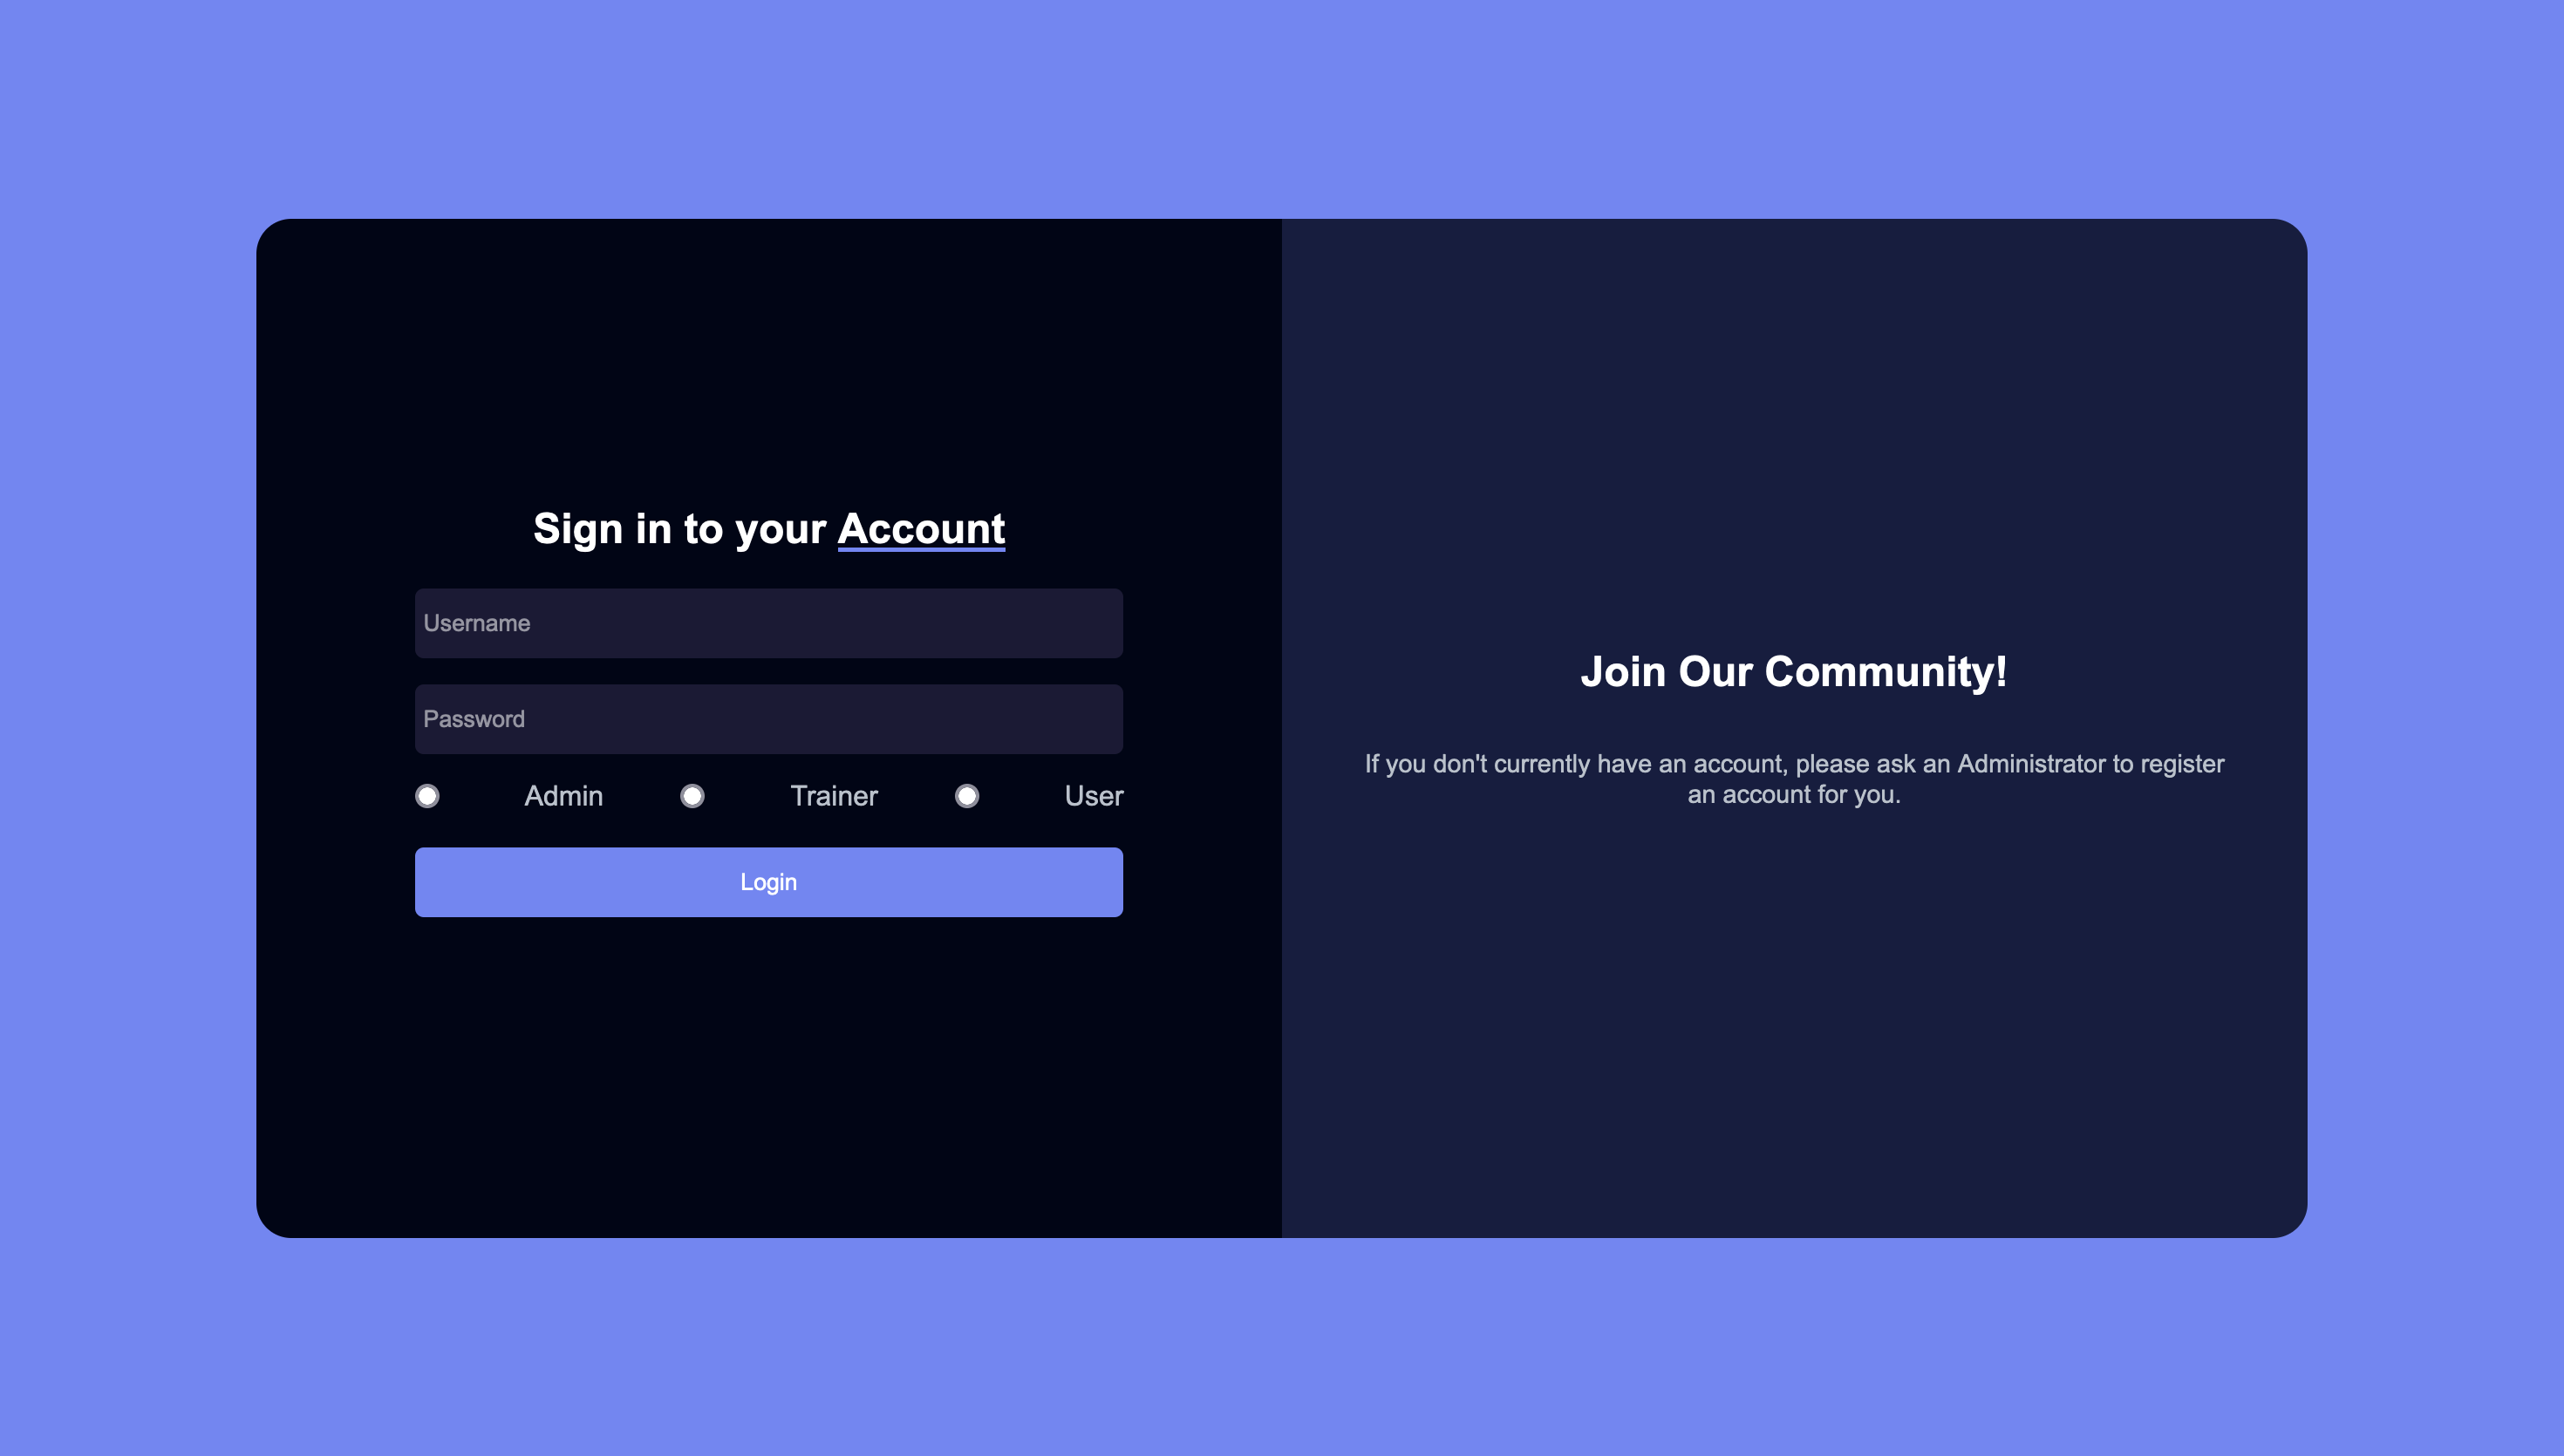 Sign in to your Account
Username
Password
Admin Trainer User
Login
Join Our Community!
If you don't currently have an account, please ask an Administrator to register
an account for you.